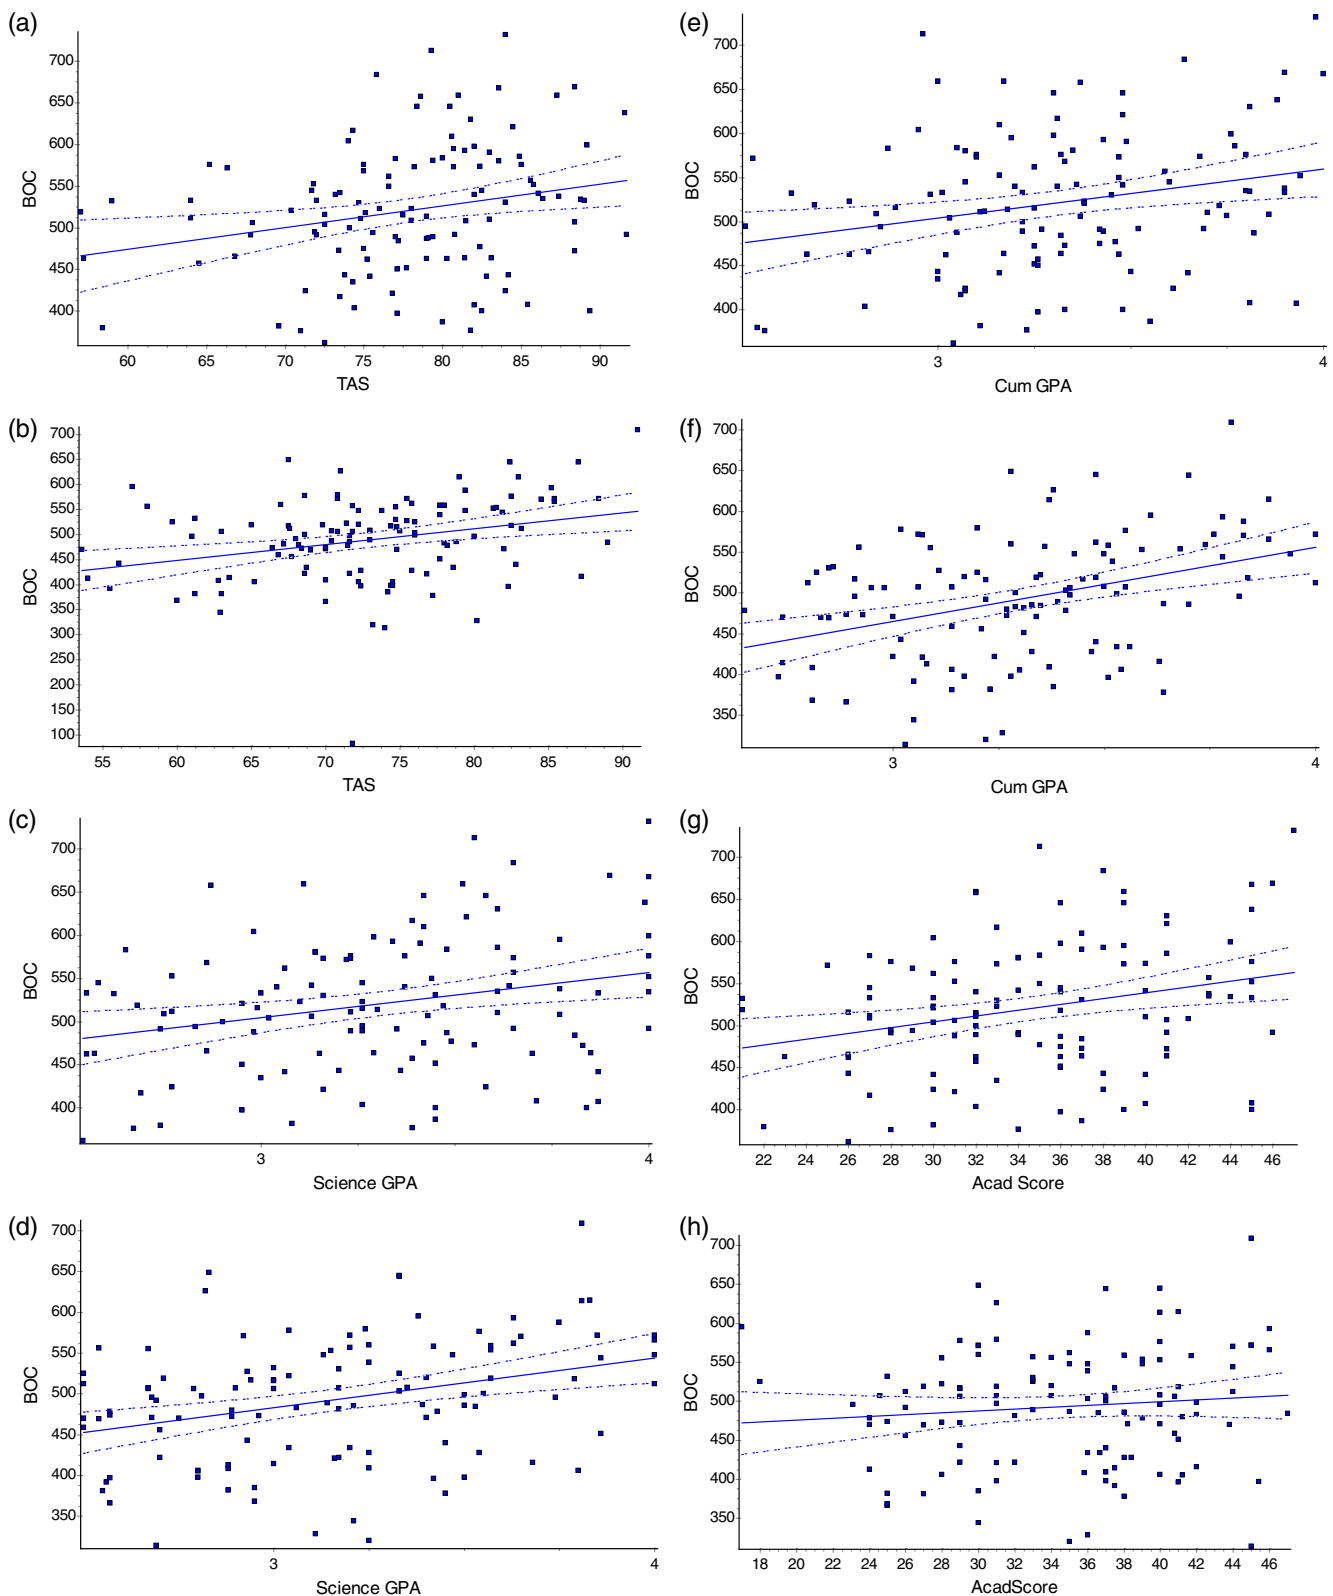 (a)
700
650
600
550
500
450
400
BOC
60 65 70 75 80 85 90
TAS
(e)
700
650
600
550
500
450
400
BOC
3 4
Cum GPA
(b)
700
650
600
550
500
450
400
350
300
250
200
150
100
BOC
55 60 65 70 75 80 85 90
TAS
(f)
700
650
600
550
500
450
400
350
BOC
3 4
Cum GPA
(c)
700
650
600
550
500
450
400
BOC
3 4
Science GPA
(g)
700
650
600
550
500
450
400
BOC
22 24 26 28 30 32 34 36 38 40 42 44 46
Acad Score
(d)
700
650
600
550
500
450
400
350
BOC
3 4
Science GPA
(h)
700
650
600
550
500
450
400
350
BOC
18 20 22 24 26 28 30 32 34 36 38 40 42 44 46
AcadScore